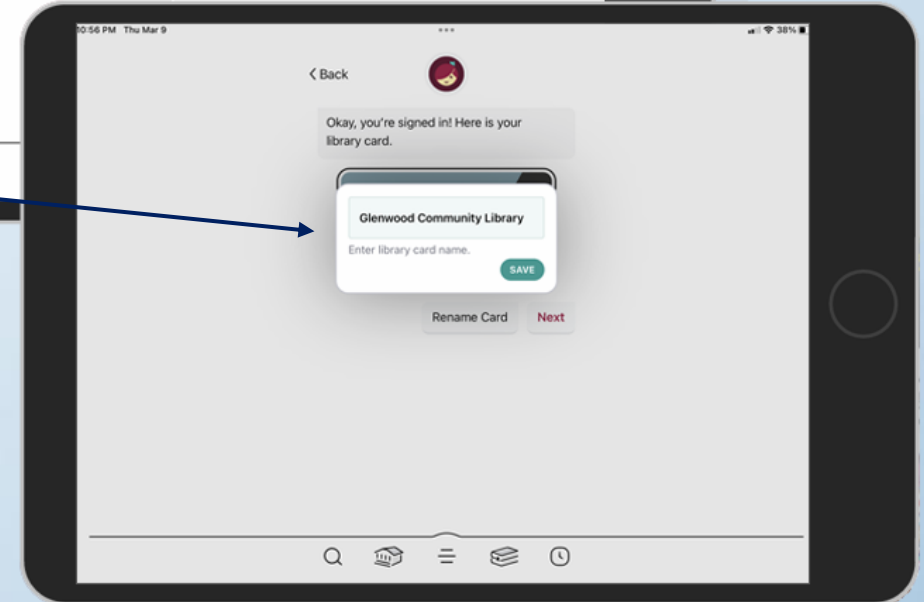 10:56 PM Thu Mar 9
38%
Back
Okay, you're signed in! Here is your
library card.
Glenwood Community Library
Enter library card name.
SAVE
Rename Card
Next